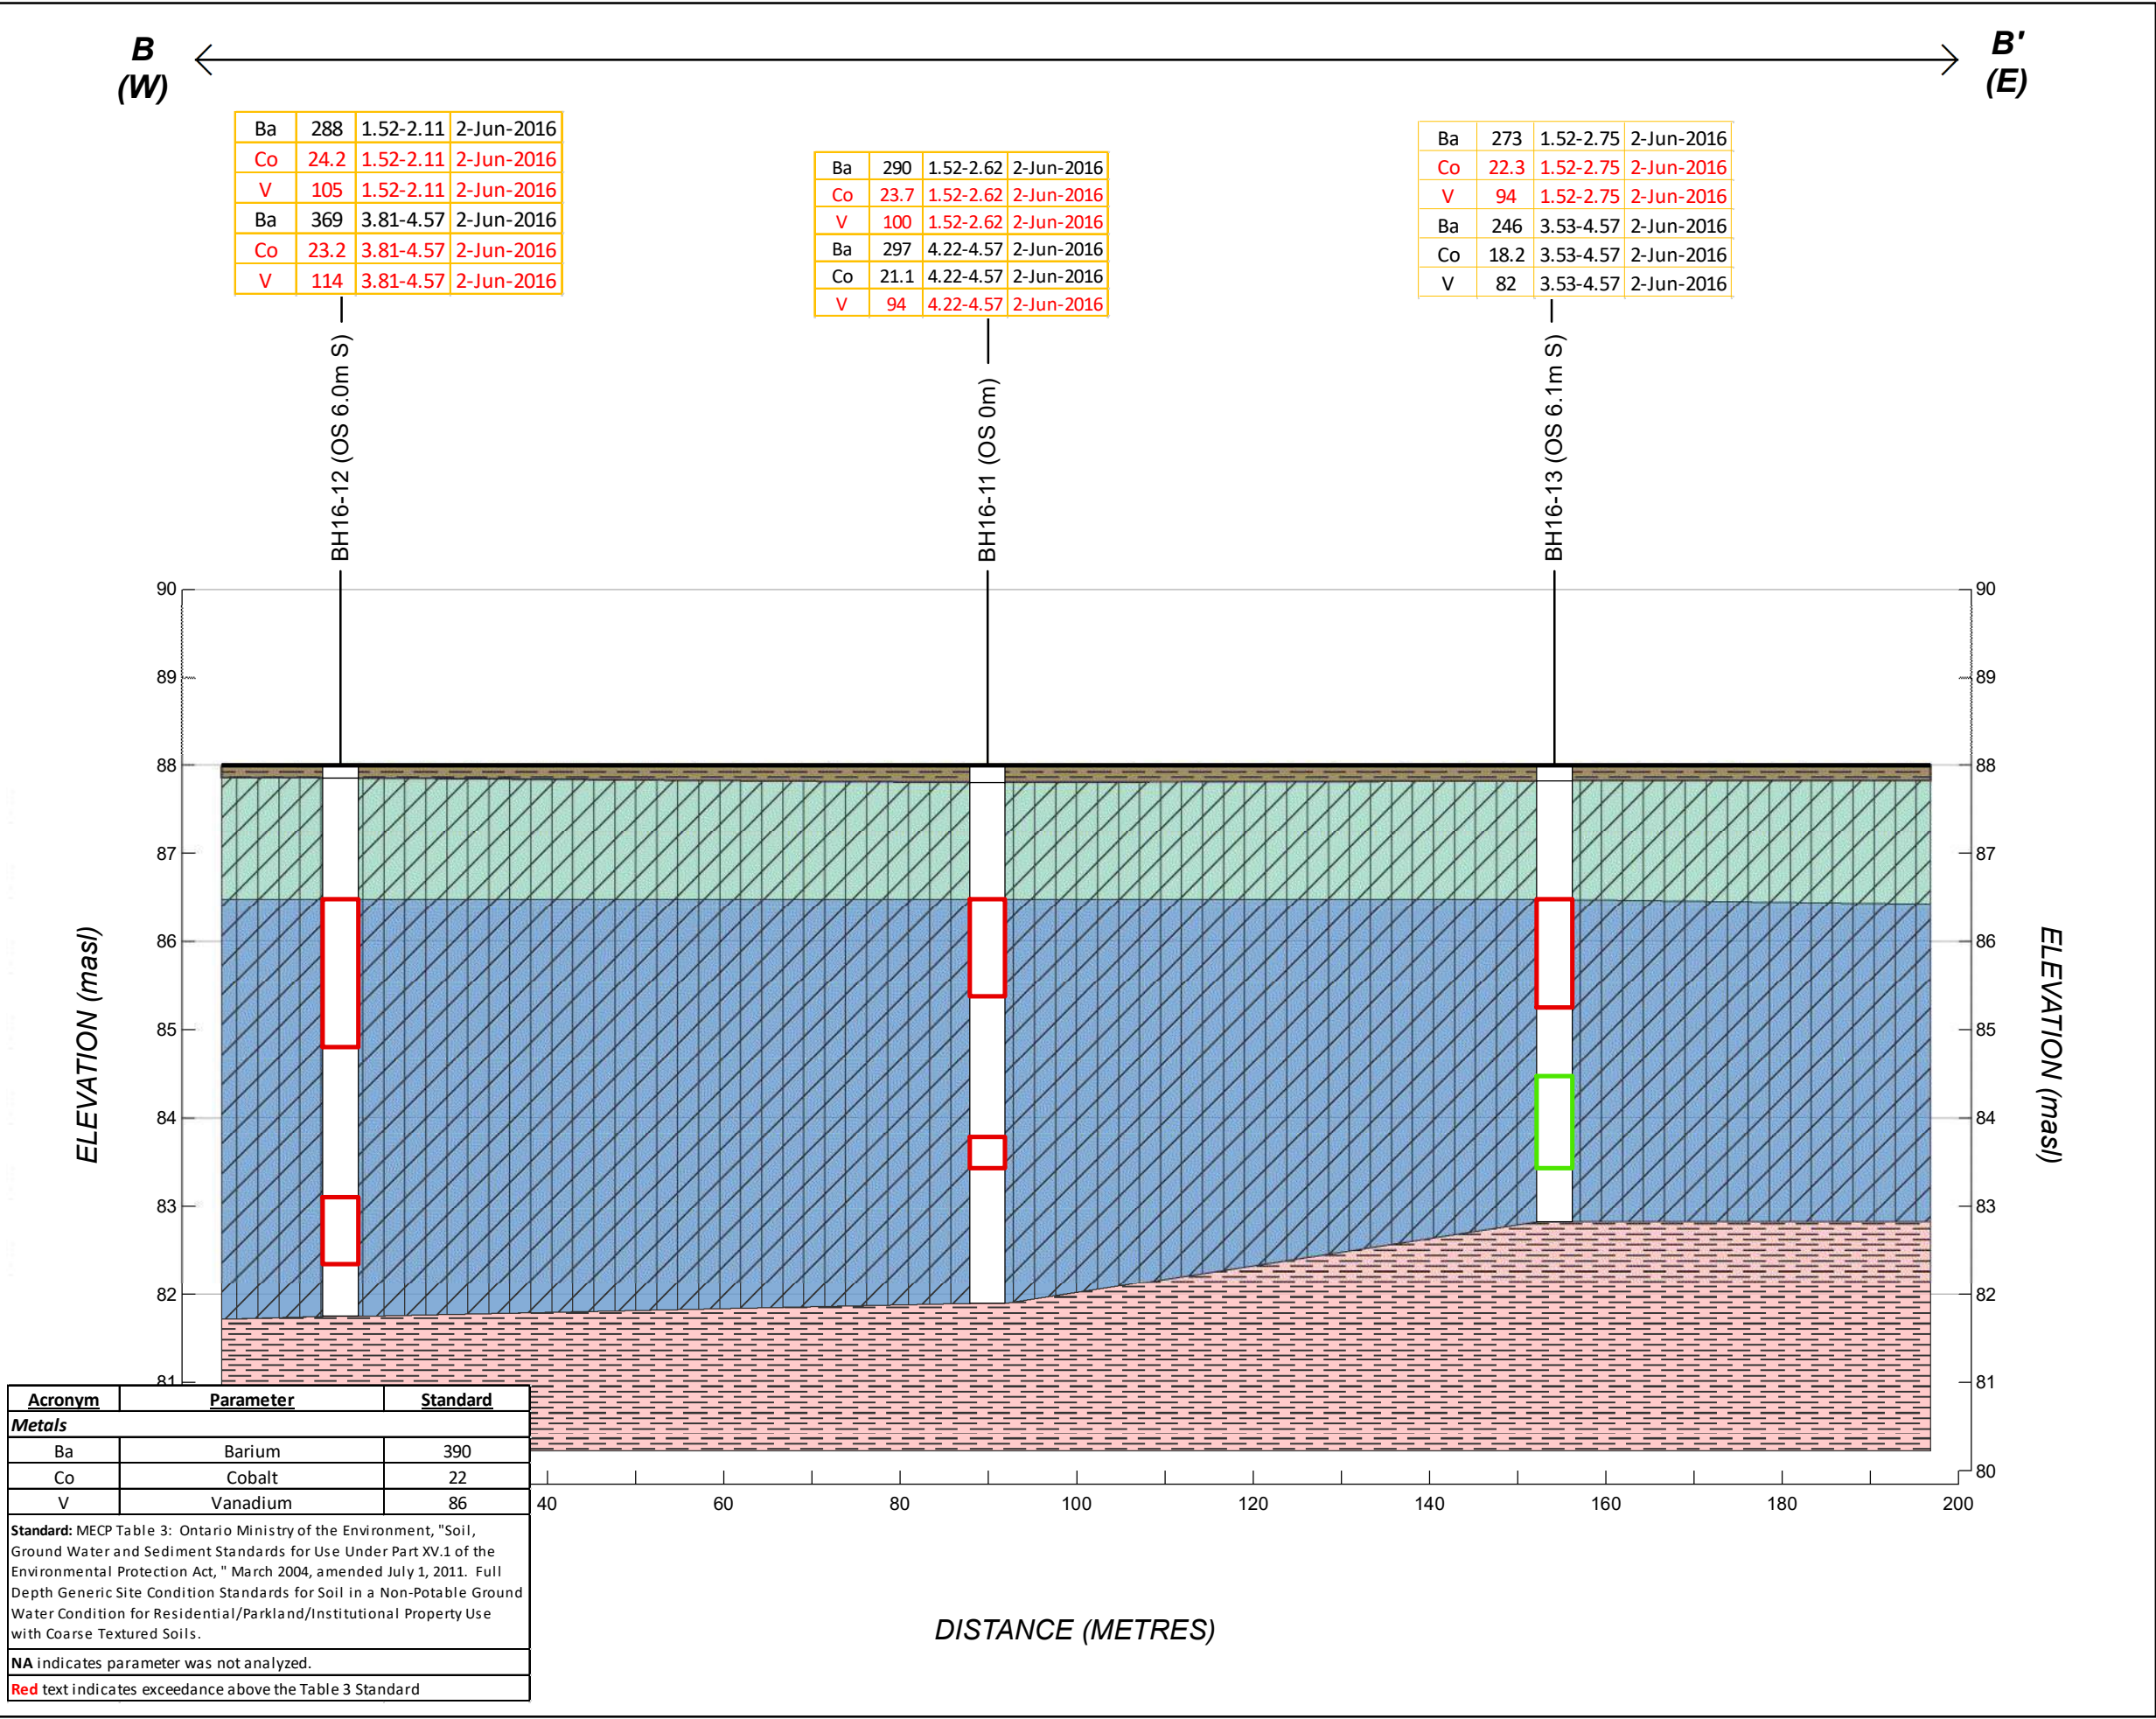 B
(W)
B'
(E)
Ba 288 1.52-2.11 2-Jun-2016
Co 24.2 1.52-2.11 2-Jun-2016
V 105 1.52-2.11 2-Jun-2016
Ba 369 3.81-4.57 2-Jun-2016
Co 23.2 3.81-4.57 2-Jun-2016
V 114 3.81-4.57 2-Jun-2016
Ba 290 1.52-2.62 2-Jun-2016
Co 23.7 1.52-2.62 2-Jun-2016
V 100 1.52-2.62 2-Jun-2016
Ba 297 4.22-4.57 2-Jun-2016
Co 21.1 4.22-4.57 2-Jun-2016
V 94 4.22-4.57 2-Jun-2016
Ba 273 1.52-2.75 2-Jun-2016
Co 22.3 1.52-2.75 2-Jun-2016
V 94 1.52-2.75 2-Jun-2016
Ba 246 3.53-4.57 2-Jun-2016
Co 18.2 3.53-4.57 2-Jun-2016
V 82 3.53-4.57 2-Jun-2016
BH16-12 (OS 6.0m S)
BH16-11 (OS 0m)
BH16-13 (OS 6.1m S)
90
89
88
87
86
85
84
83
82
81
ELEVATION (masl)
90
89
88
87
86
85
84
83
82
81
80
ELEVATION (masl)
40 60 80 100 120 140 160 180 200
DISTANCE (METRES)
Acronym Parameter Standard
Metals
Ba Barium 390
Co Cobalt 22
V Vanadium 86
Standard: MECP Table 3: Ontario Ministry of the Environment, "Soil,
Ground Water and Sediment Standards for Use Under Part XV.1 of the
Environmental Protection Act, " March 2004, amended July 1, 2011. Full
Depth Generic Site Condition Standards for Soil in a Non-Potable Ground
Water Condition for Residential/Parkland/Institutional Property Use
with Coarse Textured Soils.
NA indicates parameter was not analyzed.
Red text indicates exceedance above the Table 3 Standard